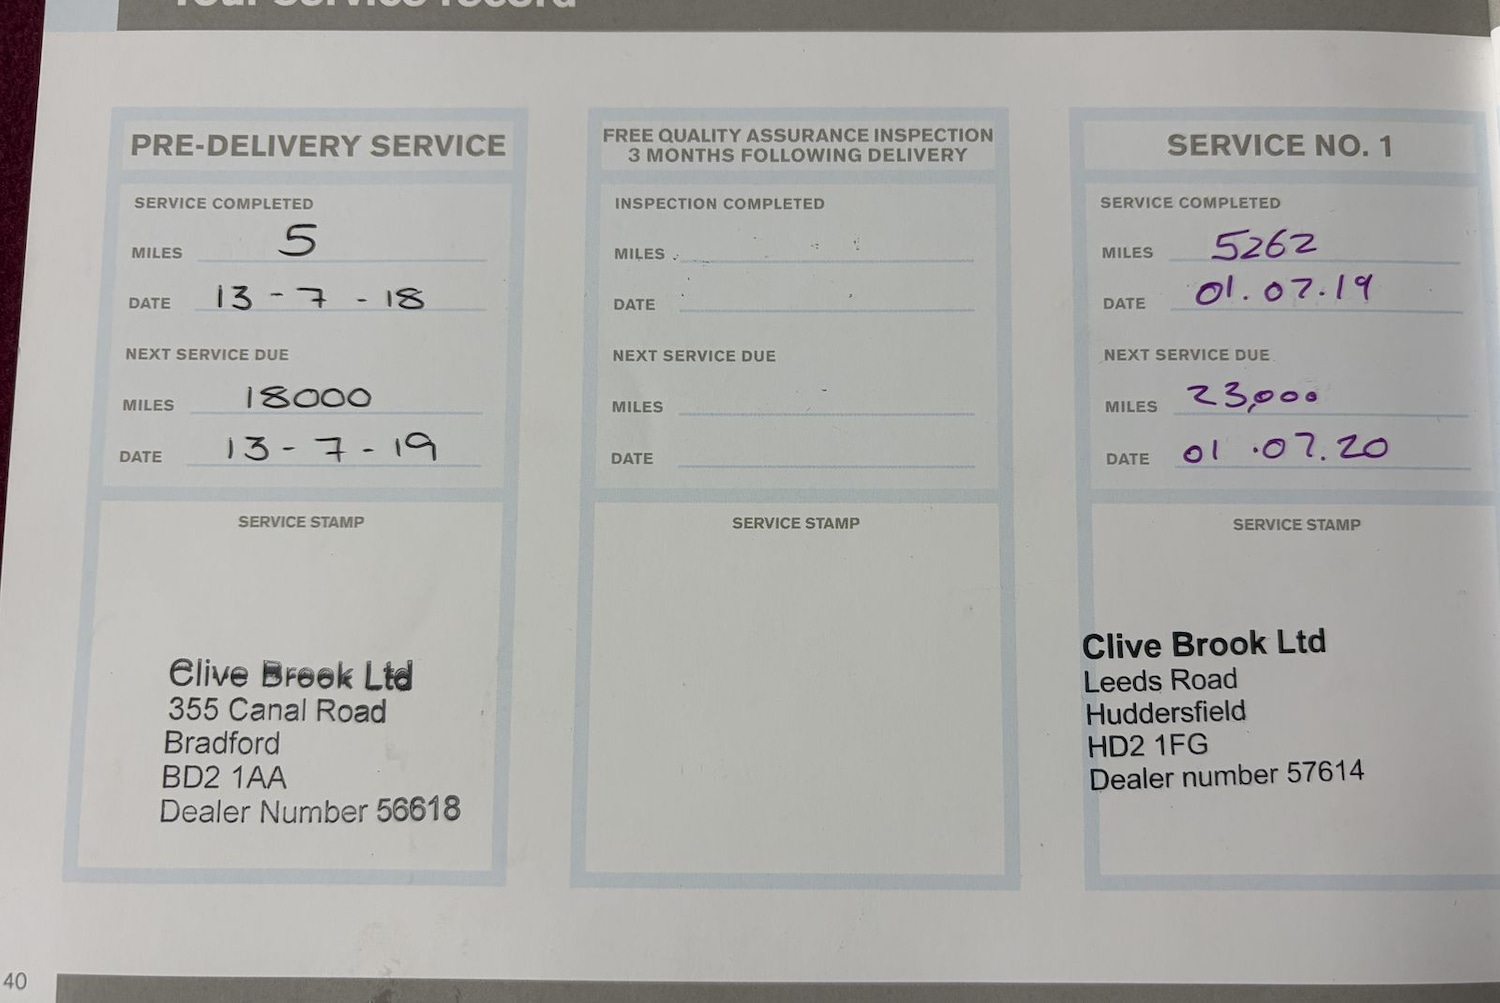 Your Service record
PRE-DELIVERY SERVICE
SERVICE COMPLETED
MILES 5
DATE 13 - 7 - 18
NEXT SERVICE DUE
MILES 18000
DATE 13 - 7 - 19
SERVICE STAMP
Clive Brook Ltd
355 Canal Road
Bradford
BD2 1AA
Dealer Number 56618
FREE QUALITY ASSURANCE INSPECTION
3 MONTHS FOLLOWING DELIVERY
INSPECTION COMPLETED
MILES
DATE
NEXT SERVICE DUE
MILES
DATE
SERVICE STAMP
SERVICE NO. 1
SERVICE COMPLETED
MILES 5262
DATE 01.07.19
NEXT SERVICE DUE
MILES 23,000
DATE 01.07.20
SERVICE STAMP
Clive Brook Ltd
Leeds Road
Huddersfield
HD2 1FG
Dealer number 57614
40